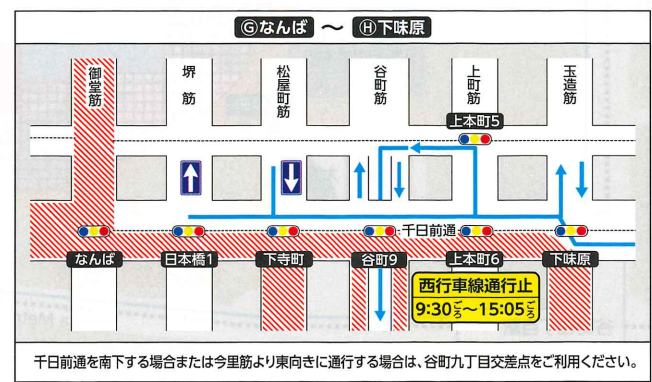 Ⓖなんば 〜 Ⓗ下味原
御堂筋
堺筋
松屋町筋
谷町筋
上町筋
玉造筋
上本町5
千日前通
なんば
日本橋1
下寺町
谷町9
上本町6
下味原
西行車線通行止
9:30ごろ〜15:05ごろ
千日前通を南下する場合または今里筋より東向きに通行する場合は、谷町九丁目交差点をご利用ください。